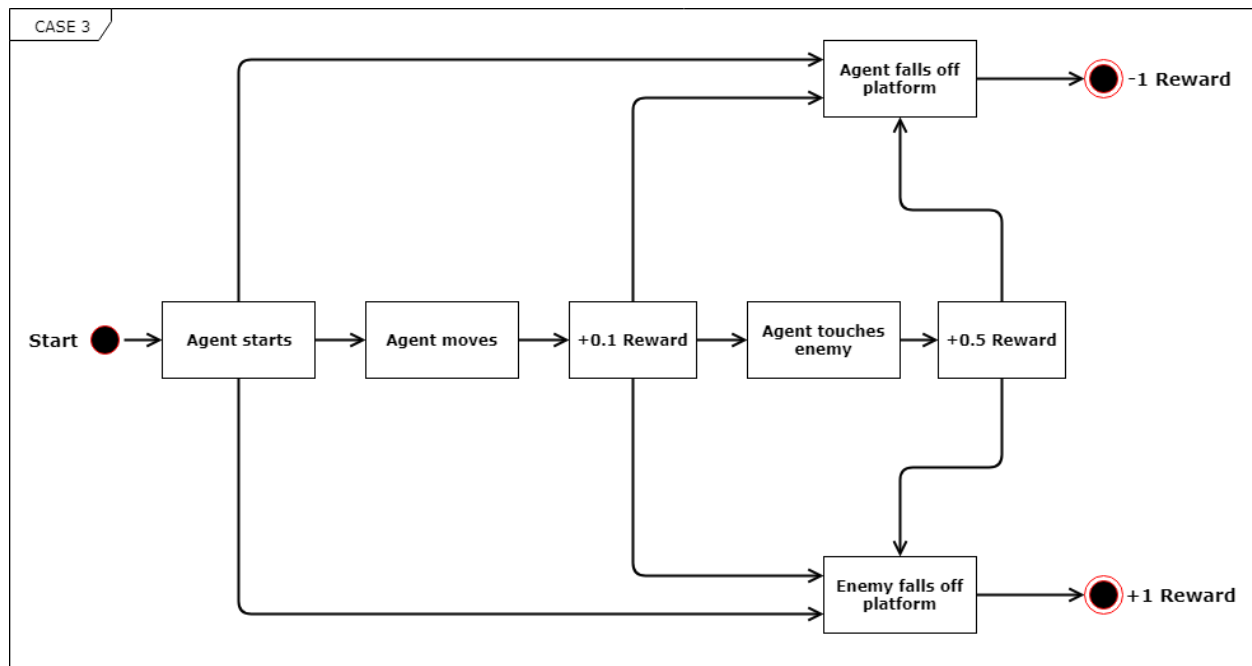 CASE 3
Agent falls off
platform
-1 Reward
Start
Agent starts
Agent moves
+0.1 Reward
Agent touches
enemy
+0.5 Reward
Enemy falls off
platform
+1 Reward